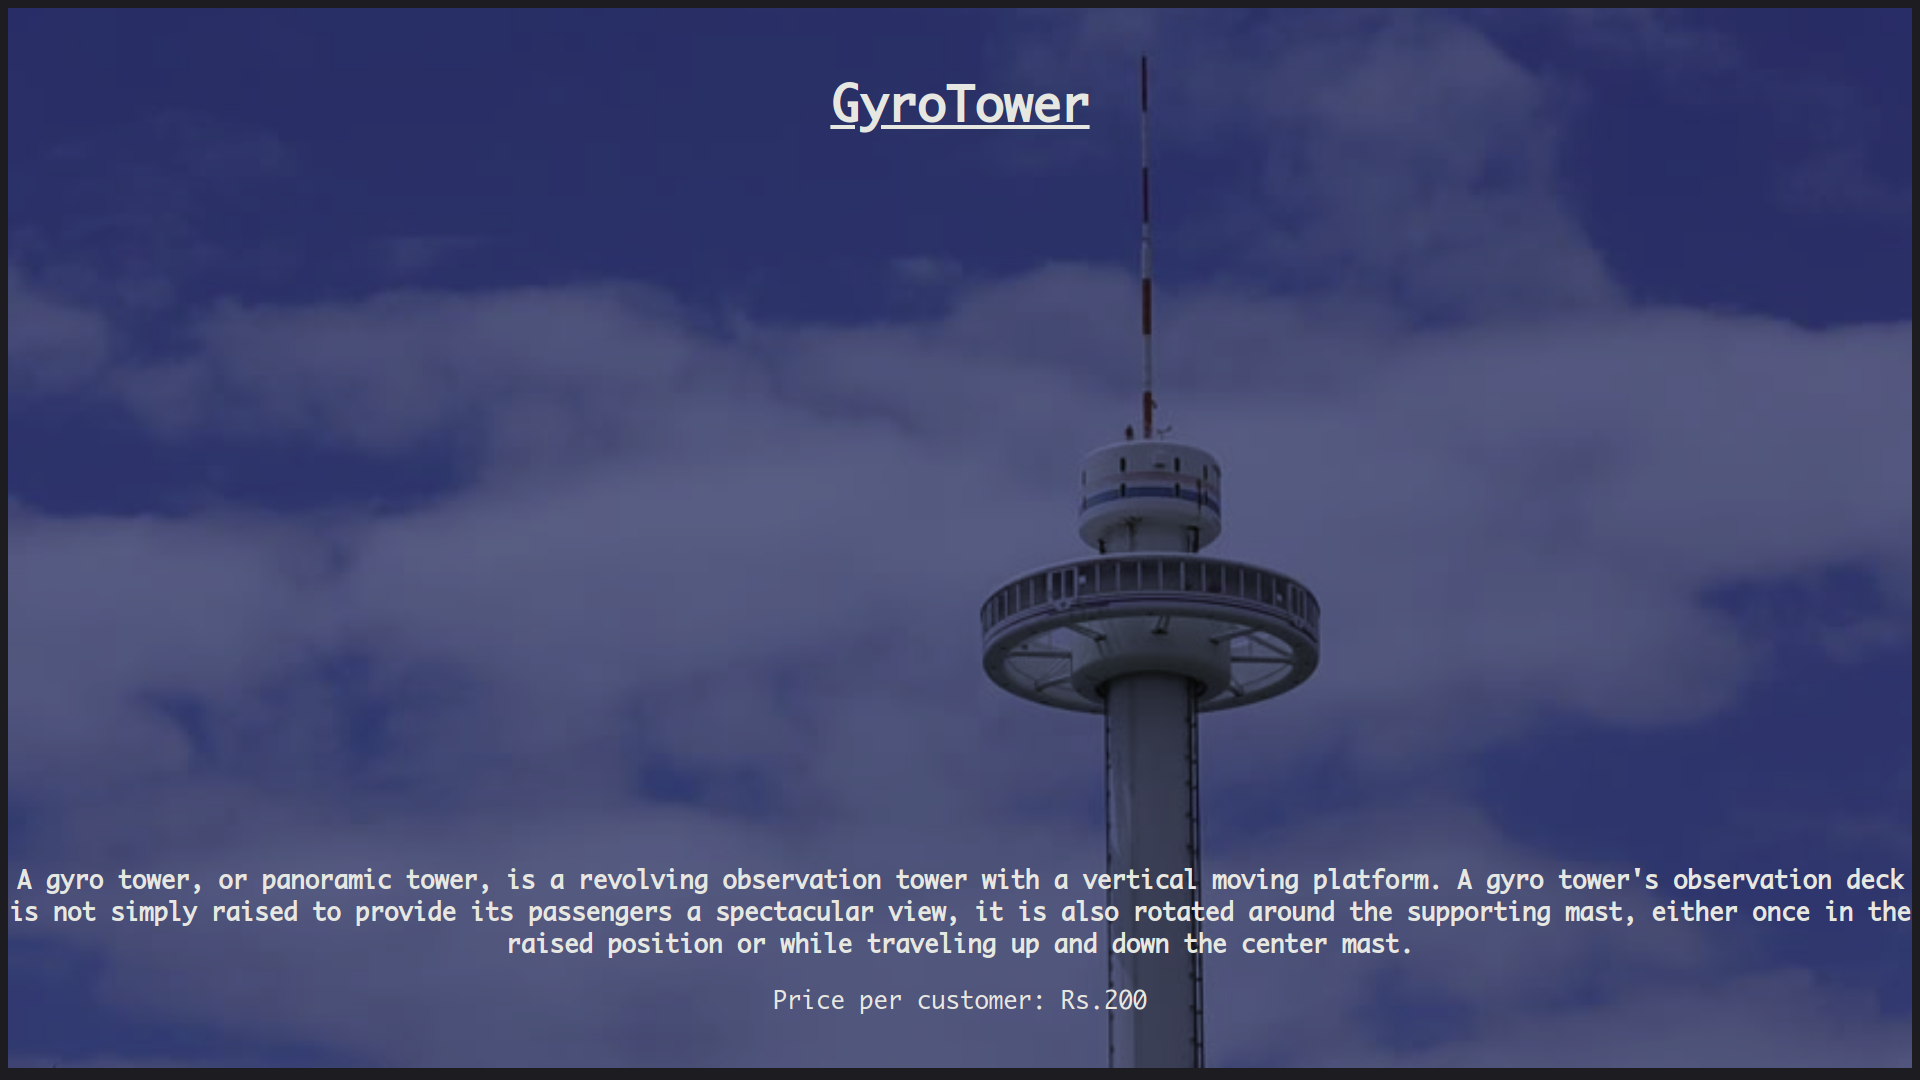 GyroTower
A gyro tower, or panoramic tower, is a revolving observation tower with a vertical moving platform. A gyro tower's observation deck
is not simply raised to provide its passengers a spectacular view, it is also rotated around the supporting mast, either once in the
raised position or while traveling up and down the center mast.
Price per customer: Rs.200